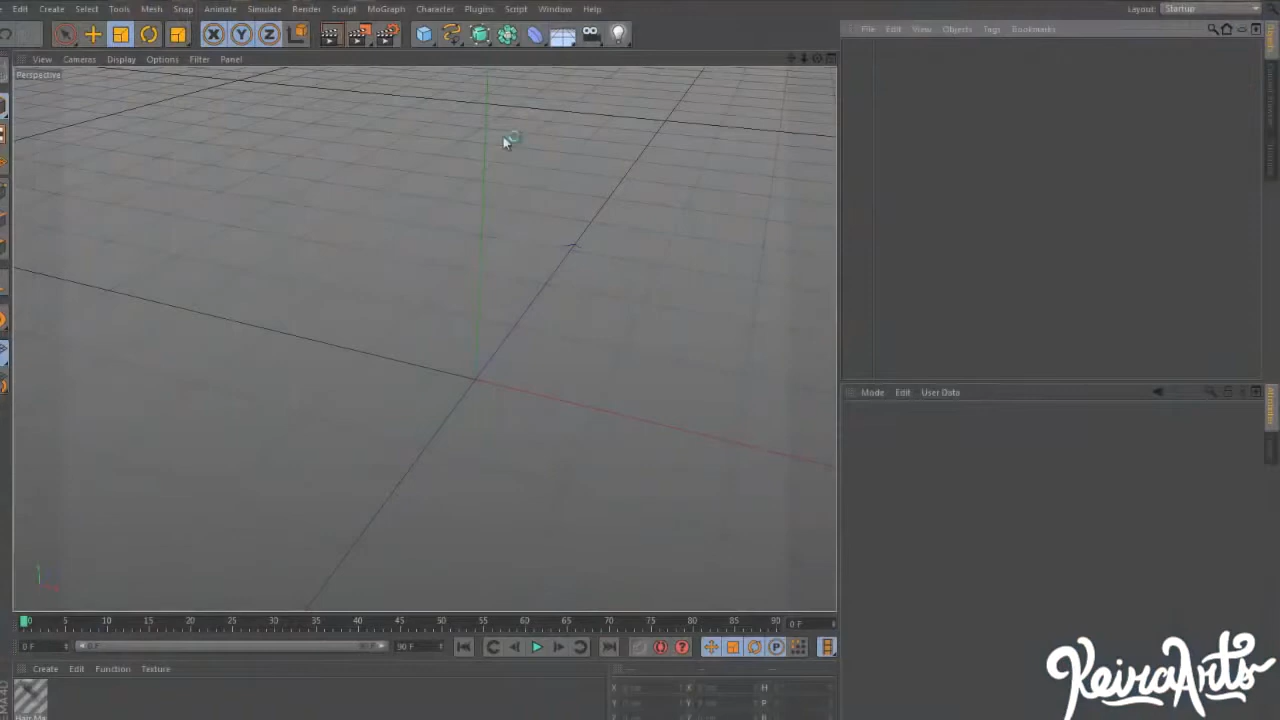 Edit Create Select Tools Mesh Snap Animate Simulate Render Sculpt MoGraph Character Plugins Script Window Help
Layout: Startup
X Y Z
File Edit View Objects Tags Bookmarks
View Cameras Display Options Filter Panel
Perspective
Mode Edit User Data
0 5 10 15 20 25 30 35 40 45 50 55 60 65 70 75 80 85 90 0 F
0 F 90 F
Create Edit Function Texture
X X H
Y Y P
Hair Ma
KeiraArts